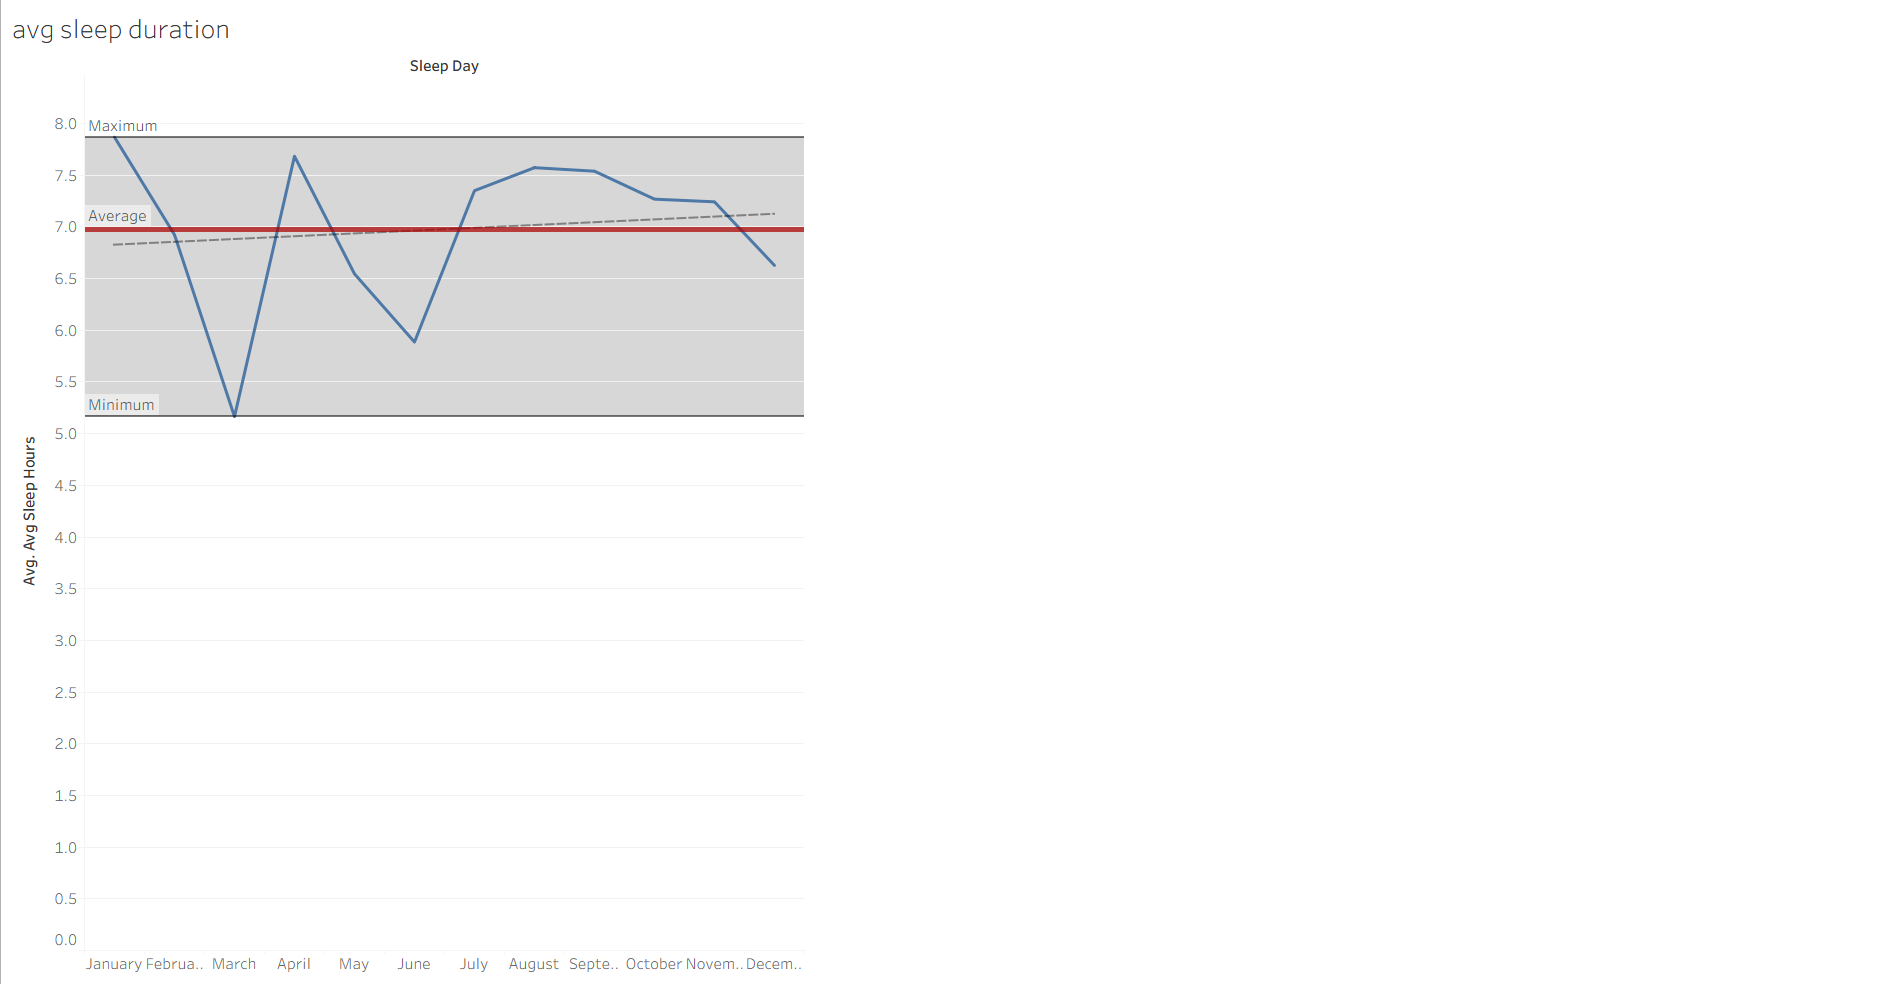 avg sleep duration
Sleep Day
8.0
Maximum
7.5
Average
7.0
6.5
6.0
5.5
Minimum
5.0
Avg. Avg Sleep Hours
4.5
4.0
3.5
3.0
2.5
2.0
1.5
1.0
0.5
0.0
January Februa.. March April May June July August Septe.. October Novem.. Decem..